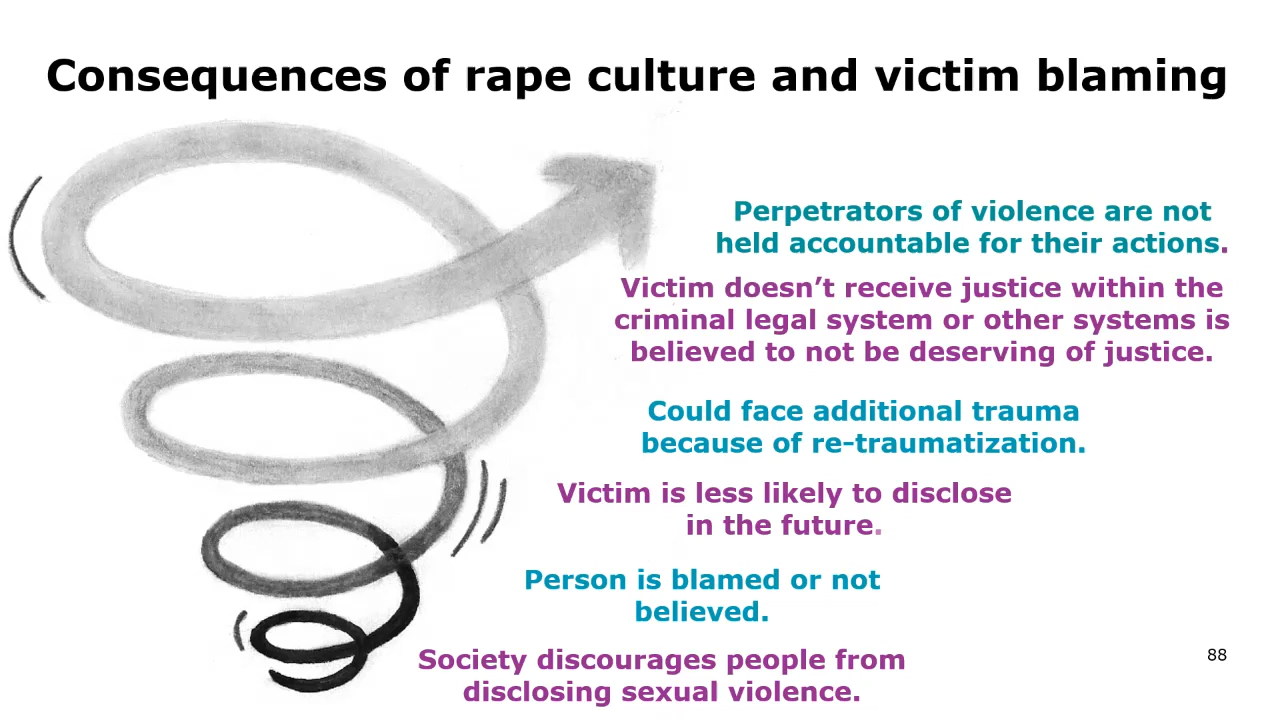 Consequences of rape culture and victim blaming
Perpetrators of violence are not
held accountable for their actions.
Victim doesn’t receive justice within the
criminal legal system or other systems is
believed to not be deserving of justice.
Could face additional trauma
because of re-traumatization.
Victim is less likely to disclose
in the future.
Person is blamed or not
believed.
Society discourages people from
disclosing sexual violence.
88